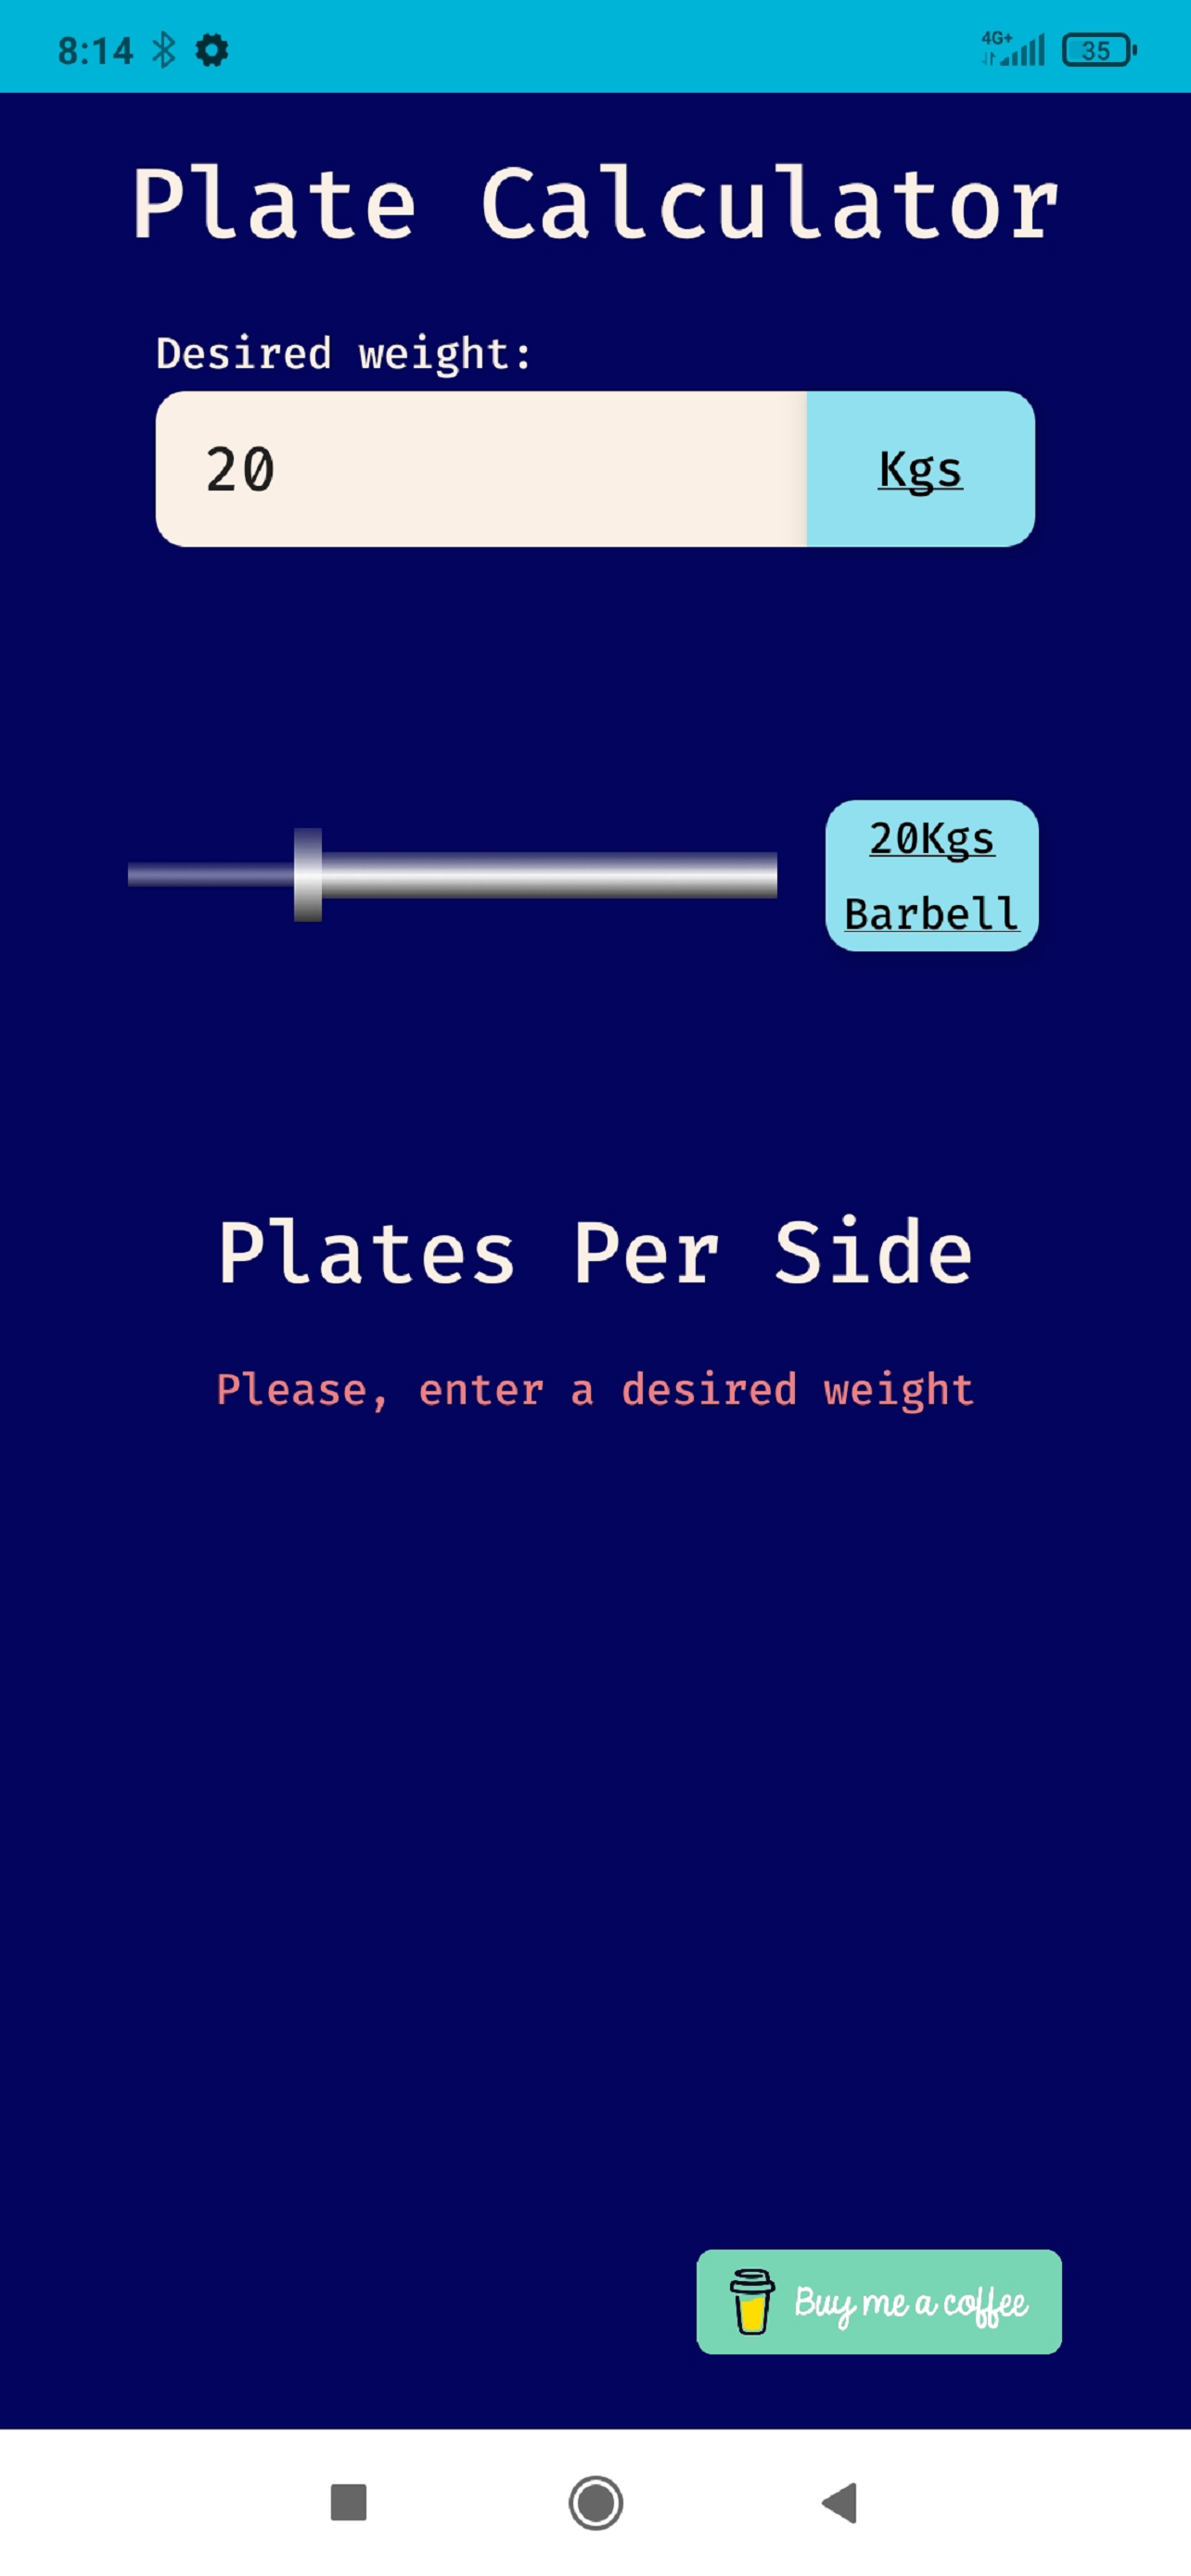 8:14 4G+ 35
Plate Calculator
Desired weight:
20 Kgs
20Kgs
Barbell
Plates Per Side
Please, enter a desired weight
Buy me a coffee